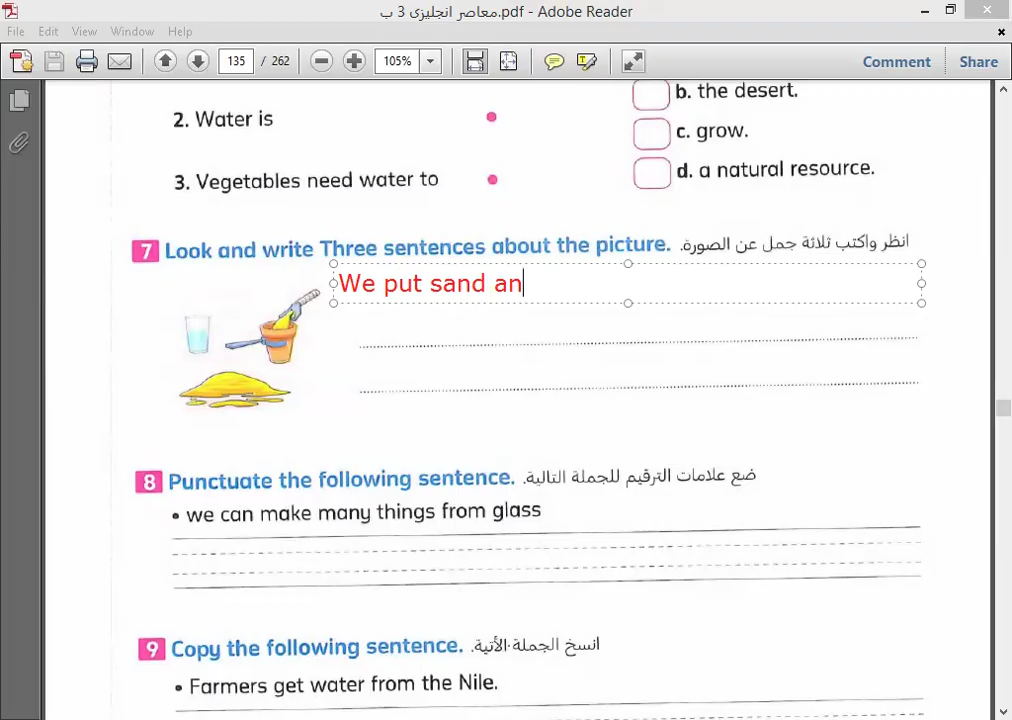 معاصر انجليزى 3 ب.pdf - Adobe Reader
File Edit View Window Help
135 / 262 105% Comment Share
b. the desert.
2. Water is
c. grow.
d. a natural resource.
3. Vegetables need water to
7 Look and write Three sentences about the picture. انظر واكتب ثلاثة جمل عن الصورة.
We put sand an
8 Punctuate the following sentence. ضع علامات الترقيم للجملة التالية.
• we can make many things from glass
9 Copy the following sentence. انسخ الجملة الأتية.
• Farmers get water from the Nile.